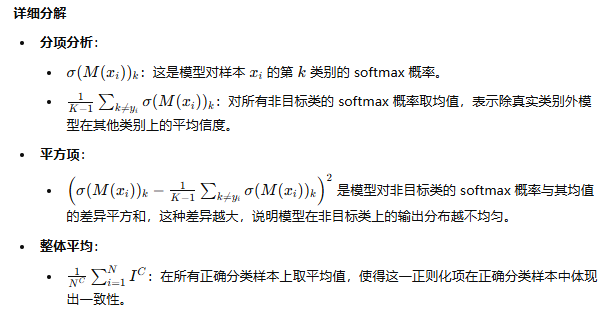 详细分解
• 分项分析：
• σ(M(x_i))_k：这是模型对样本 x_i 的第 k 类别的 softmax 概率。
• \frac{1}{K-1} \sum_{k≠y_i} σ(M(x_i))_k：对所有非目标类的 softmax 概率取均值，表示除真实类别外模
型在其他类别上的平均信度。
• 平方项：
• \left(σ(M(x_i))_k - \frac{1}{K-1} \sum_{k≠y_i} σ(M(x_i))_k\right)^2 是模型对非目标类的 softmax 概率与其均值
的差异平方和，这种差异越大，说明模型在非目标类上的输出分布越不均匀。
• 整体平均：
• \frac{1}{N^C} \sum_{i=1}^{N} I^C：在所有正确分类样本上取平均值，使得这一正则化项在正确分类样本中体现
出一致性。